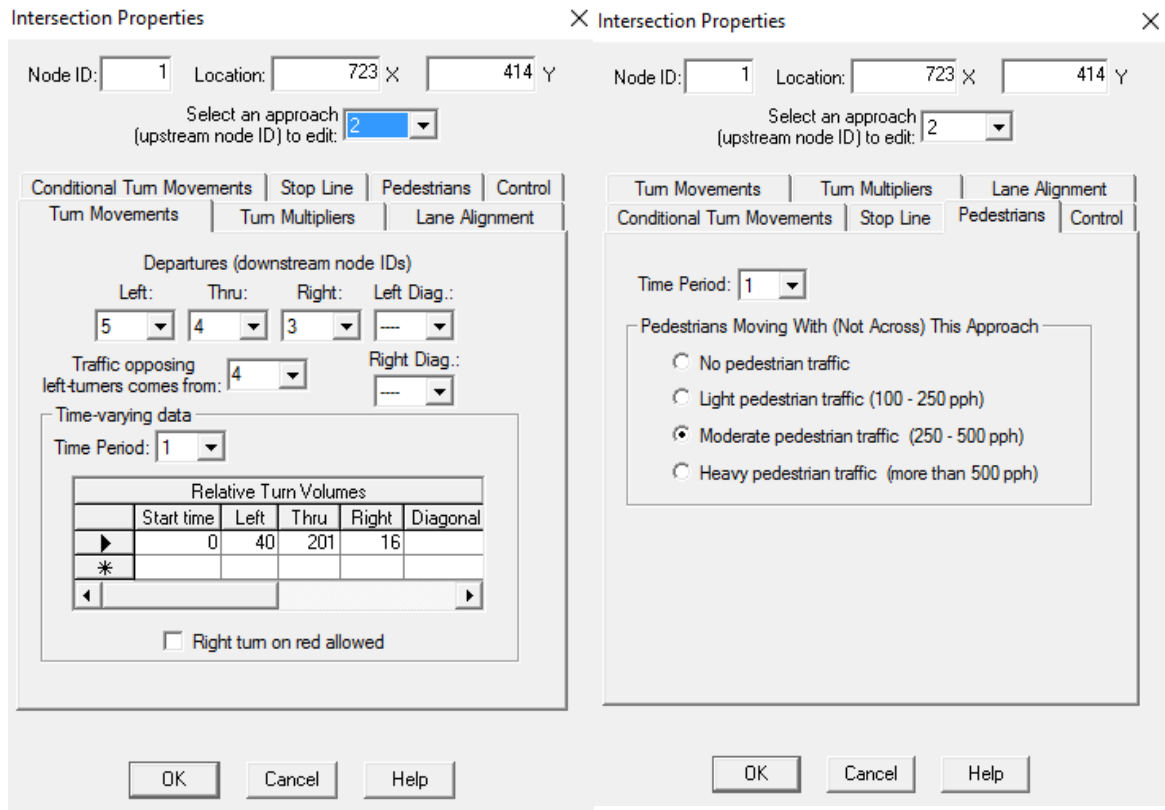 Intersection Properties
Node ID: 1 Location: 723 X 414 Y
Select an approach
(upstream node ID) to edit: 2
Conditional Turn Movements Stop Line Pedestrians Control
Turn Movements Turn Multipliers Lane Alignment
Departures (downstream node IDs)
Left: Thru: Right: Left Diag.:
5 4 3 ----
Traffic opposing
left-turners comes from: 4
Right Diag.:
----
Time-varying data
Time Period: 1
Relative Turn Volumes
Start time Left Thru Right Diagonal
0 40 201 16
Right turn on red allowed
OK Cancel Help
Intersection Properties
Node ID: 1 Location: 723 X 414 Y
Select an approach
(upstream node ID) to edit: 2
Turn Movements Turn Multipliers Lane Alignment
Conditional Turn Movements Stop Line Pedestrians Control
Time Period: 1
Pedestrians Moving With (Not Across) This Approach
No pedestrian traffic
Light pedestrian traffic (100 - 250 pph)
Moderate pedestrian traffic (250 - 500 pph)
Heavy pedestrian traffic (more than 500 pph)
OK Cancel Help